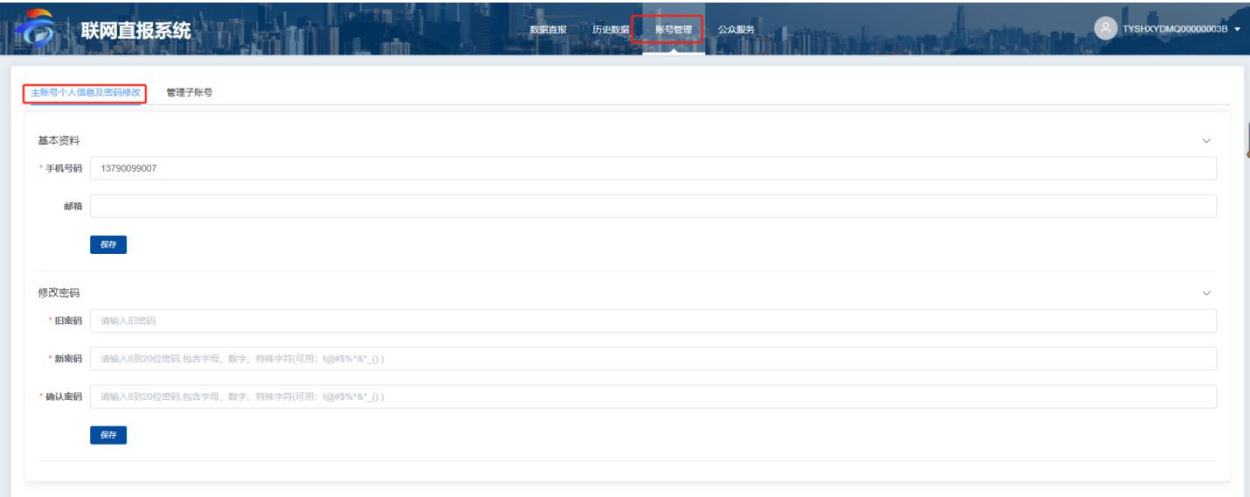 联网直报系统
数据直报 历史数据 账号管理 公众服务
TYSHXYDMQ00000003B
主账号个人信息及密码修改 管理子账号
基本资料
* 手机号码 13790099007
邮箱
保存
修改密码
* 旧密码 请输入旧密码
* 新密码 请输入8到20位密码,包含字母、数字、特殊字符(可用：!@#$%^&*_().)
* 确认密码 请输入8到20位密码,包含字母、数字、特殊字符(可用：!@#$%^&*_().)
保存